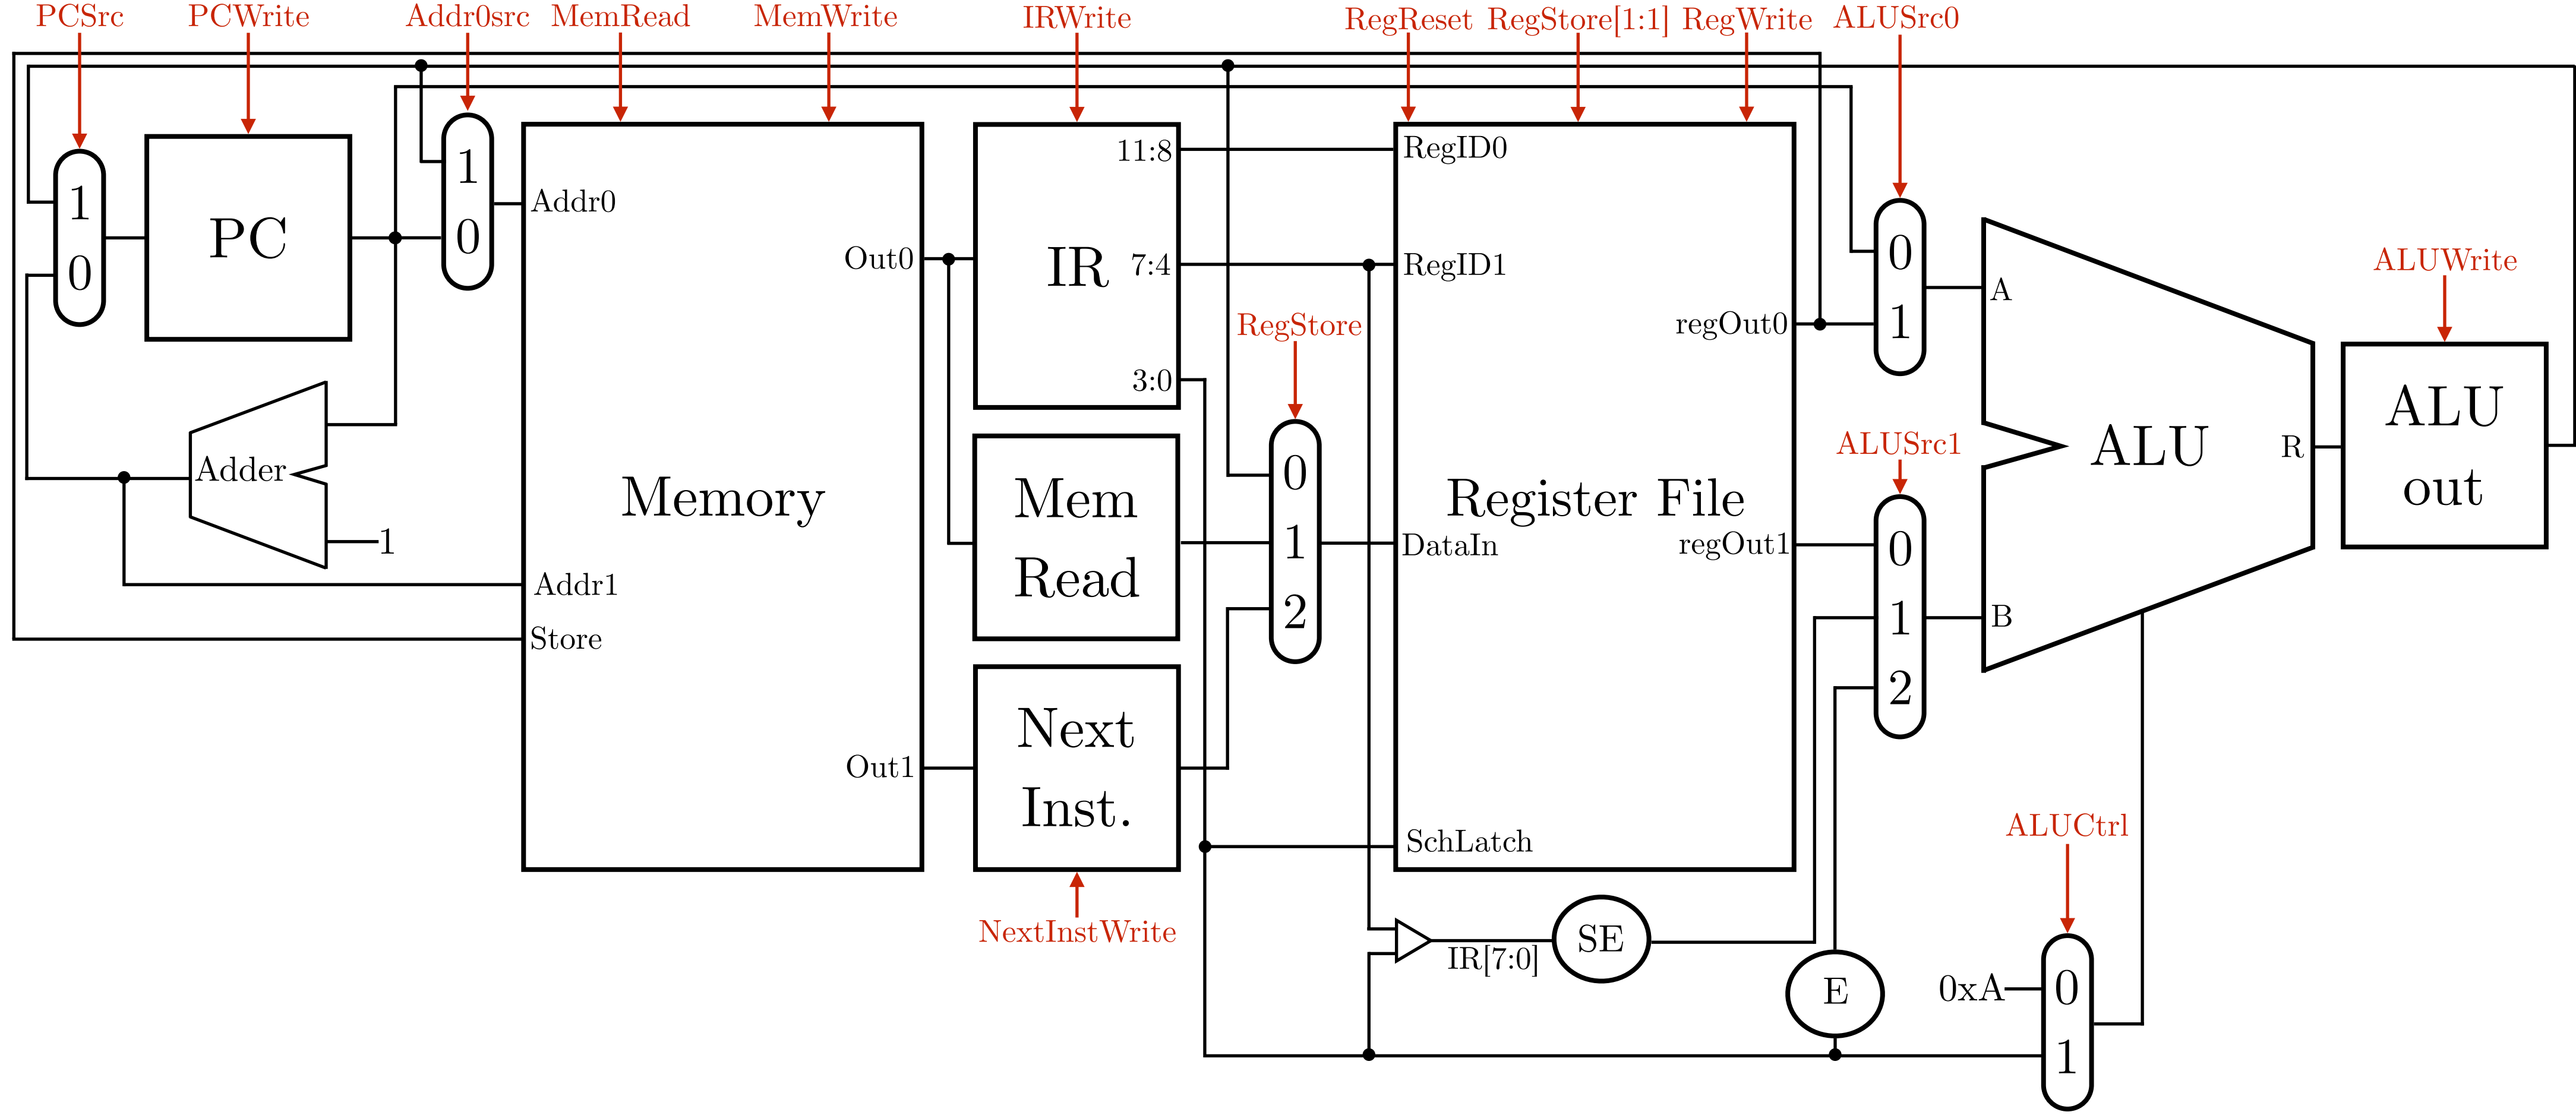 PCSrc PCWrite Addr0src MemRead MemWrite IRWrite RegReset RegStore[1:1] RegWrite ALUSrc0
1
0
PC
1
0
Addr0
Out0
Memory
Addr1
Store
Out1
Adder
1
11:8
IR 7:4
3:0
Mem
Read
Next
Inst.
NextInstWrite
RegStore
0
1
2
RegID0
RegID1
regOut0
Register File
DataIn
regOut1
SchLatch
IR[7:0]
SE
E
0
1
ALUSrc1
0
1
2
A
ALU
R
B
ALUWrite
ALU
out
ALUCtrl
0xA
0
1